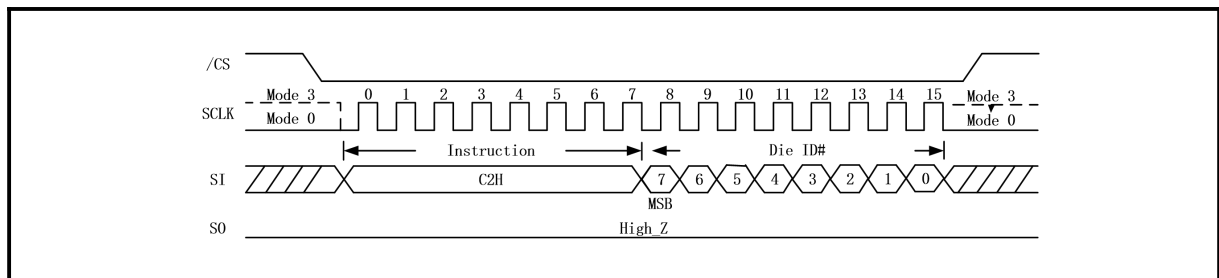 /CS
Mode 3 0 1 2 3 4 5 6 7 8 9 10 11 12 13 14 15 Mode 3
SCLK
Mode 0 Mode 0
Instruction Die ID#
SI C2H 7 6 5 4 3 2 1 0
MSB
SO High_Z